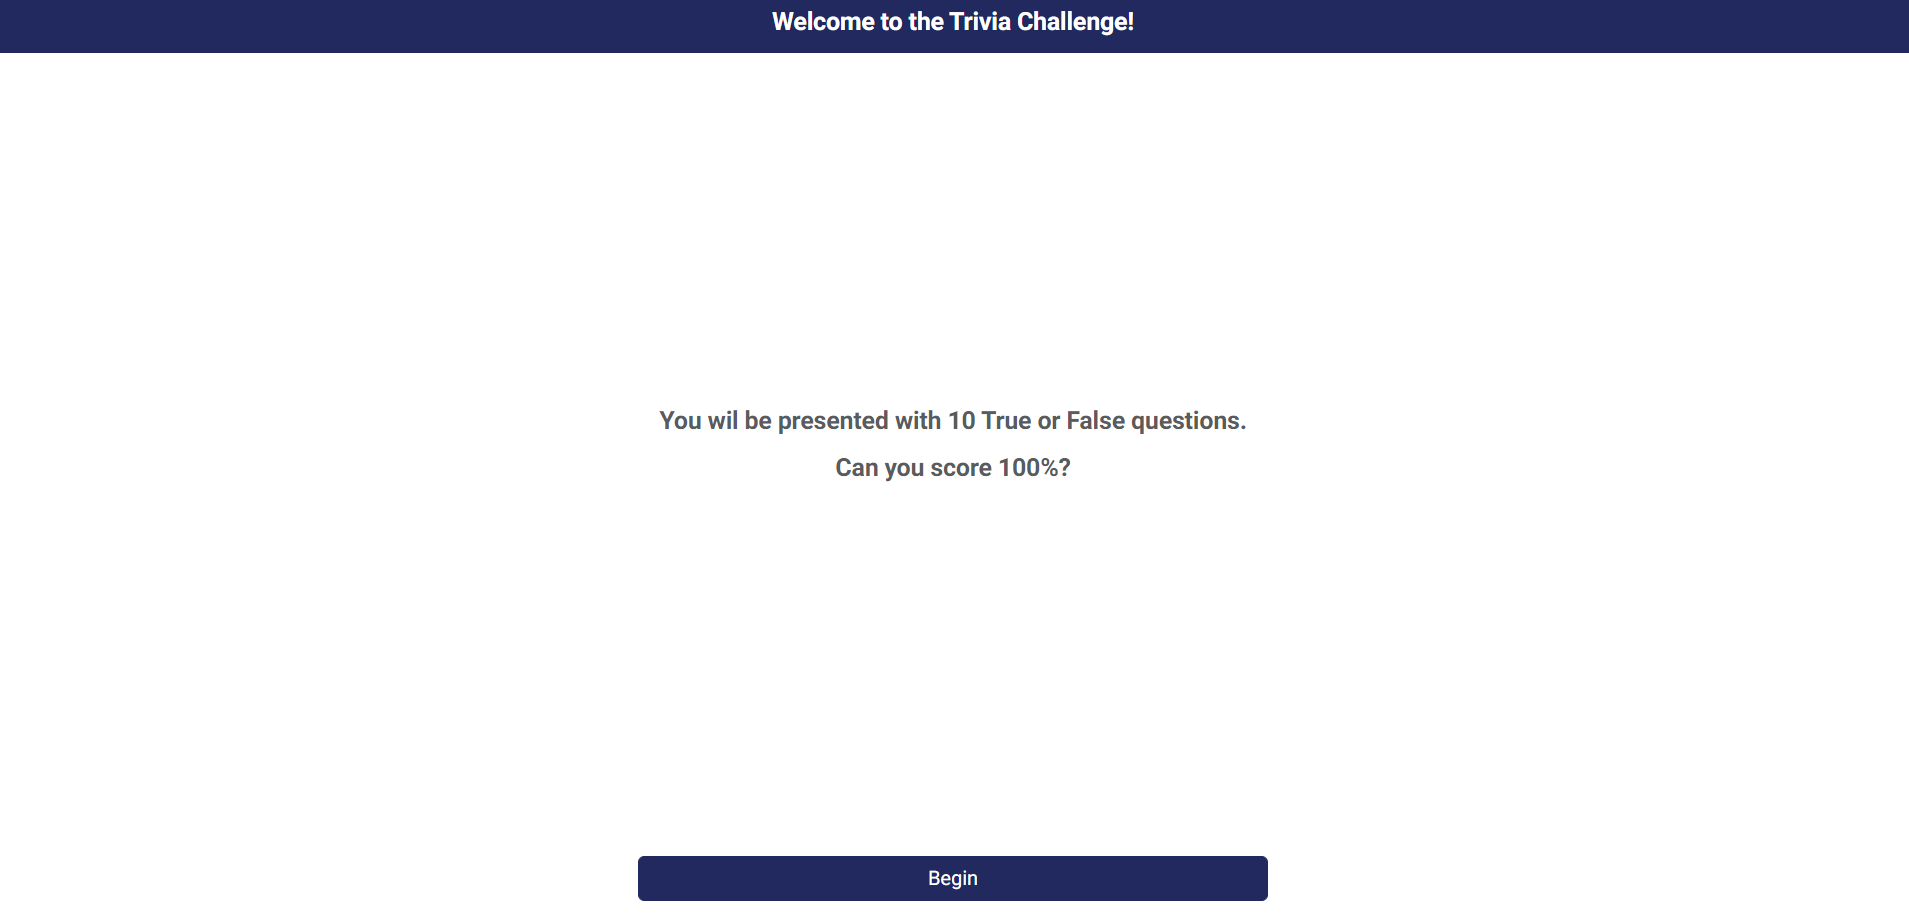 Welcome to the Trivia Challenge!
You wil be presented with 10 True or False questions.
Can you score 100%?
Begin